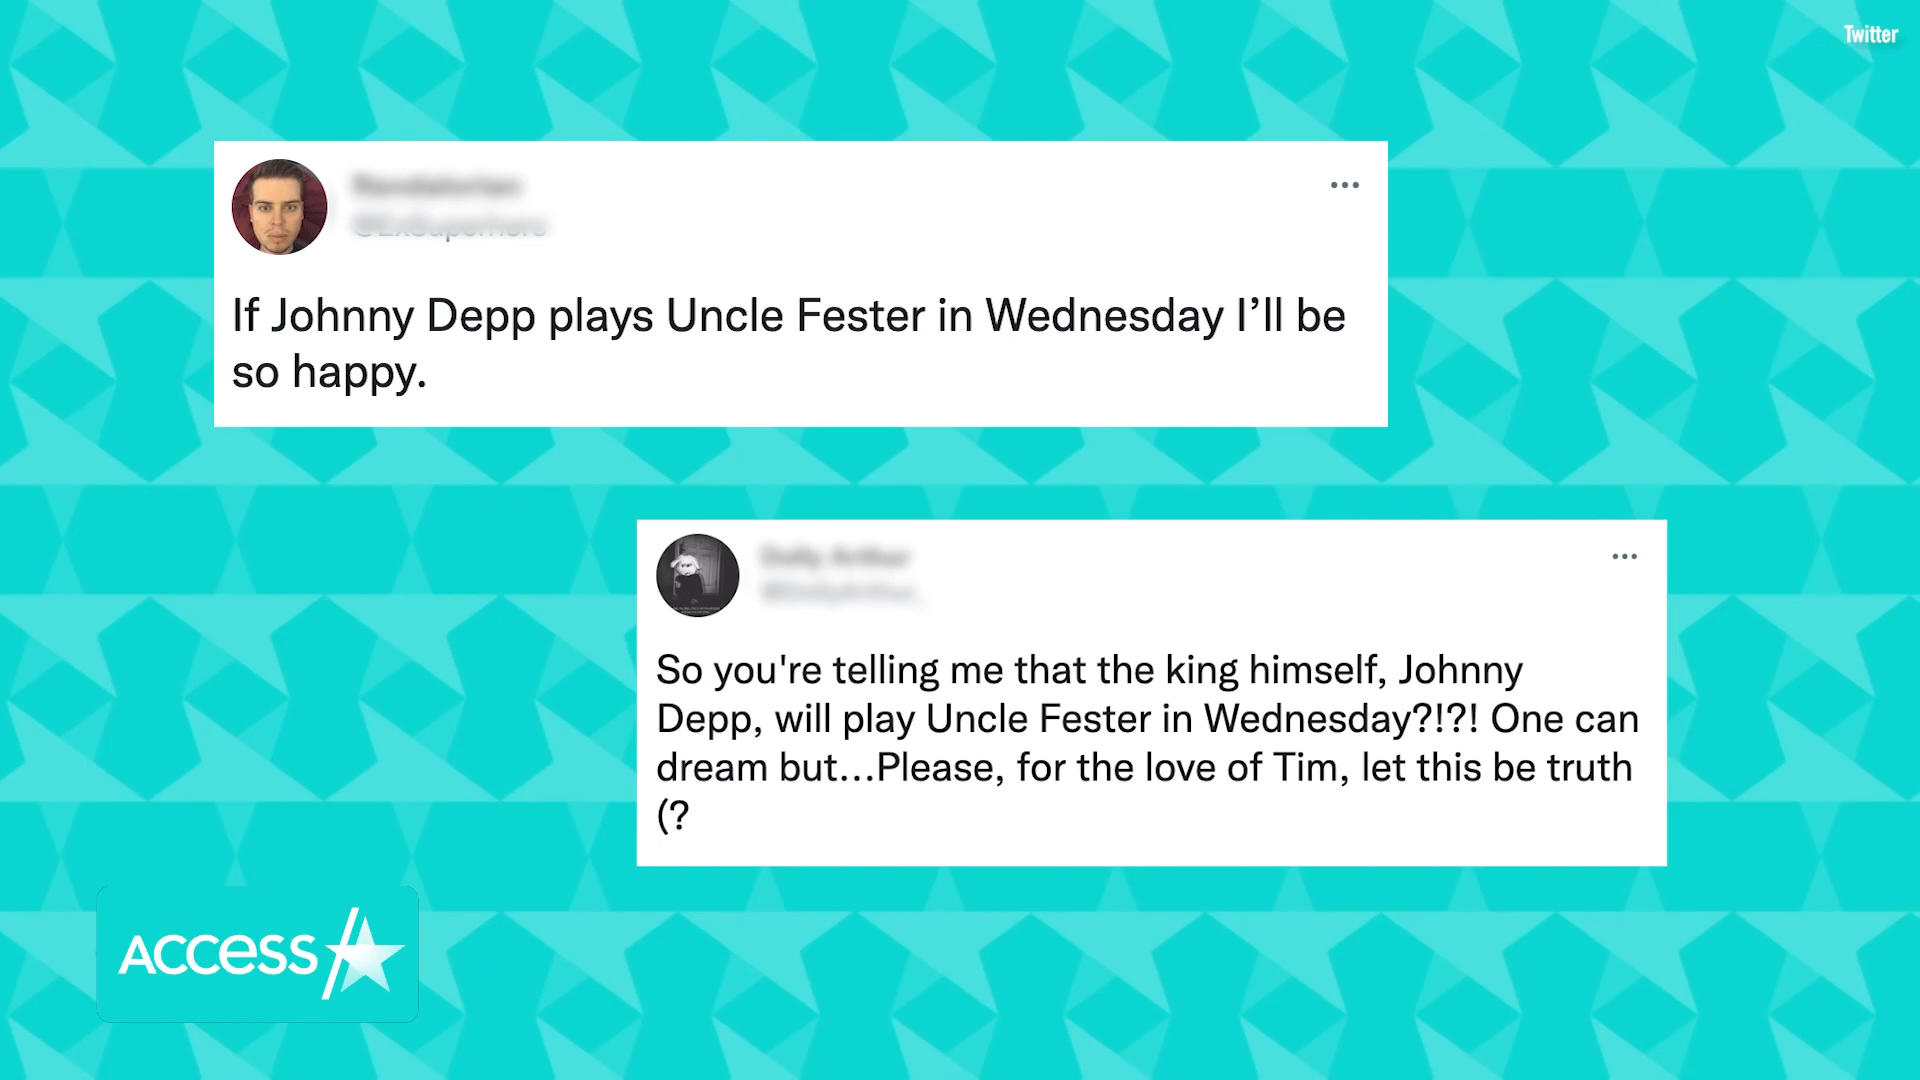 Twitter
If Johnny Depp plays Uncle Fester in Wednesday I’ll be
so happy.
So you're telling me that the king himself, Johnny
Depp, will play Uncle Fester in Wednesday?!?! One can
dream but...Please, for the love of Tim, let this be truth
(?
ACCESS